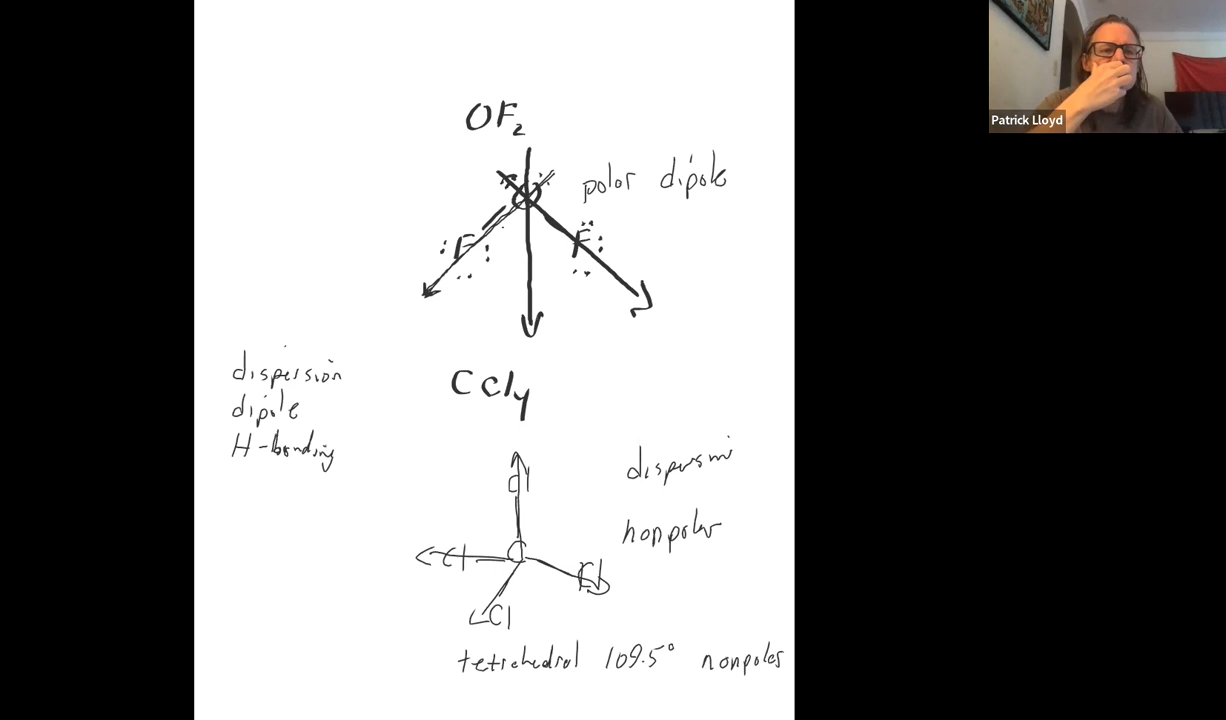 OF2
polar dipole
O
F
F
dispersion
dipole
H-bonding
CCl4
dispersion
nonpolar
Cl
Cl
C
Cl
Cl
tetrahedral 109.5° nonpolar
Patrick Lloyd